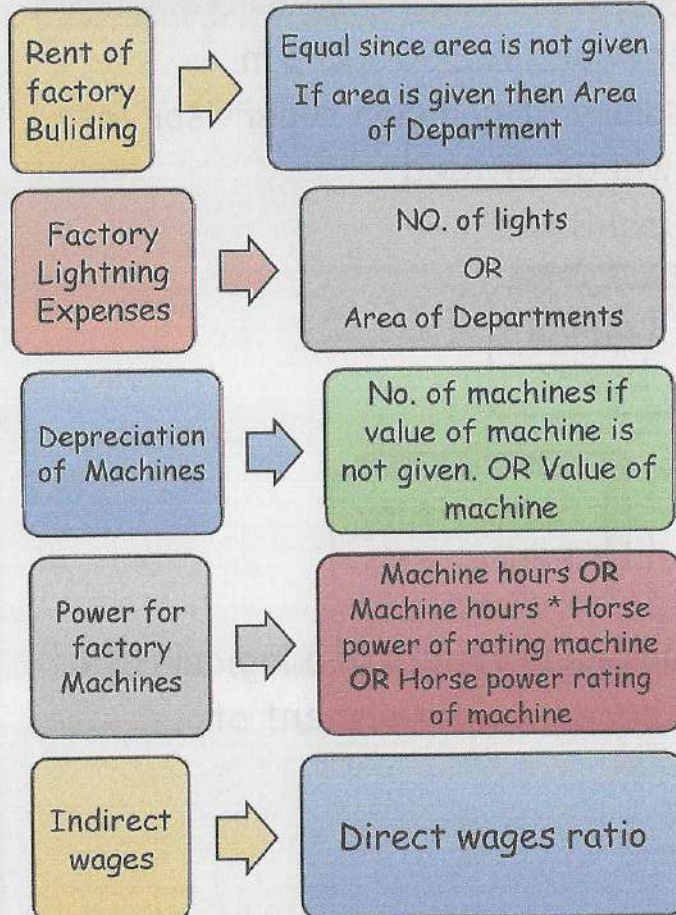 Rent of
factory
Buliding
Equal since area is not given
If area is given then Area
of Department
Factory
Lightning
Expenses
NO. of lights
OR
Area of Departments
Depreciation
of Machines
No. of machines if
value of machine is
not given. OR Value of
machine
Power for
factory
Machines
Machine hours OR
Machine hours * Horse
power of rating machine
OR Horse power rating
of machine
Indirect
wages
Direct wages ratio